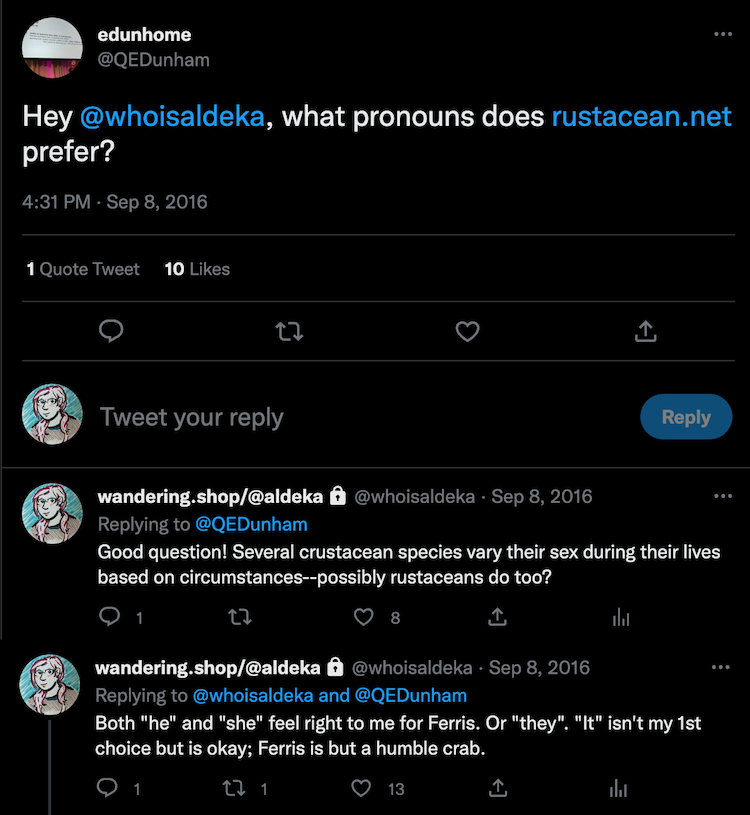 edunhome
@QEDunham
Hey @whoisaldeka, what pronouns does rustacean.net
prefer?
4:31 PM · Sep 8, 2016
1 Quote Tweet 10 Likes
Tweet your reply
Reply
wandering.shop/@aldeka @whoisaldeka · Sep 8, 2016
Replying to @QEDunham
Good question! Several crustacean species vary their sex during their lives
based on circumstances--possibly rustaceans do too?
1 8
wandering.shop/@aldeka @whoisaldeka · Sep 8, 2016
Replying to @whoisaldeka and @QEDunham
Both "he" and "she" feel right to me for Ferris. Or "they". "It" isn't my 1st
choice but is okay; Ferris is but a humble crab.
1 1 13